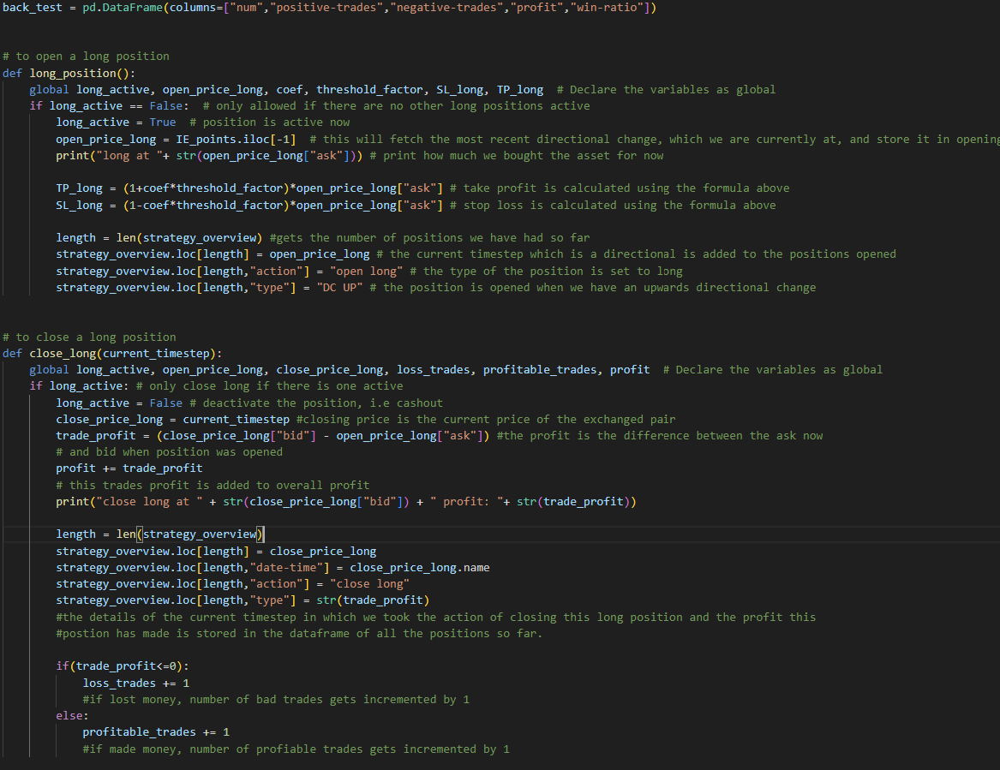 back_test = pd.DataFrame(columns=["num","positive-trades","negative-trades","profit","win-ratio"])
# to open a long position
def long_position():
    global long_active, open_price_long, coef, threshold_factor, SL_long, TP_long  # Declare the variables as global
    if long_active == False:  # only allowed if there are no other long positions active
        long_active = True  # position is active now
        open_price_long = IE_points.iloc[-1]  # this will fetch the most recent directional change, which we are currently at, and store it in opening
        print("long at "+ str(open_price_long["ask"])) # print how much we bought the asset for now
        TP_long = (1+coef*threshold_factor)*open_price_long["ask"] # take profit is calculated using the formula above
        SL_long = (1-coef*threshold_factor)*open_price_long["ask"] # stop loss is calculated using the formula above
        length = len(strategy_overview) #gets the number of positions we have had so far
        strategy_overview.loc[length] = open_price_long # the current timestep which is a directional is added to the positions opened
        strategy_overview.loc[length,"action"] = "open long" # the type of the position is set to long
        strategy_overview.loc[length,"type"] = "DC UP" # the position is opened when we have an upwards directional change
# to close a long position
def close_long(current_timestep):
    global long_active, open_price_long, close_price_long, loss_trades, profitable_trades, profit  # Declare the variables as global
    if long_active: # only close long if there is one active
        long_active = False # deactivate the position, i.e cashout
        close_price_long = current_timestep #closing price is the current price of the exchanged pair
        trade_profit = (close_price_long["bid"] - open_price_long["ask"]) #the profit is the difference between the ask now
        # and bid when position was opened
        profit += trade_profit
        # this trades profit is added to overall profit
        print("close long at " + str(close_price_long["bid"]) + " profit: "+ str(trade_profit))
        length = len(strategy_overview)
        strategy_overview.loc[length] = close_price_long
        strategy_overview.loc[length,"date-time"] = close_price_long.name
        strategy_overview.loc[length,"action"] = "close long"
        strategy_overview.loc[length,"type"] = str(trade_profit)
        #the details of the current timestep in which we took the action of closing this long position and the profit this
        #postion has made is stored in the dataframe of all the positions so far.
        if(trade_profit<=0):
            loss_trades += 1
            #if lost money, number of bad trades gets incremented by 1
        else:
            profitable_trades += 1
            #if made money, number of profiable trades gets incremented by 1